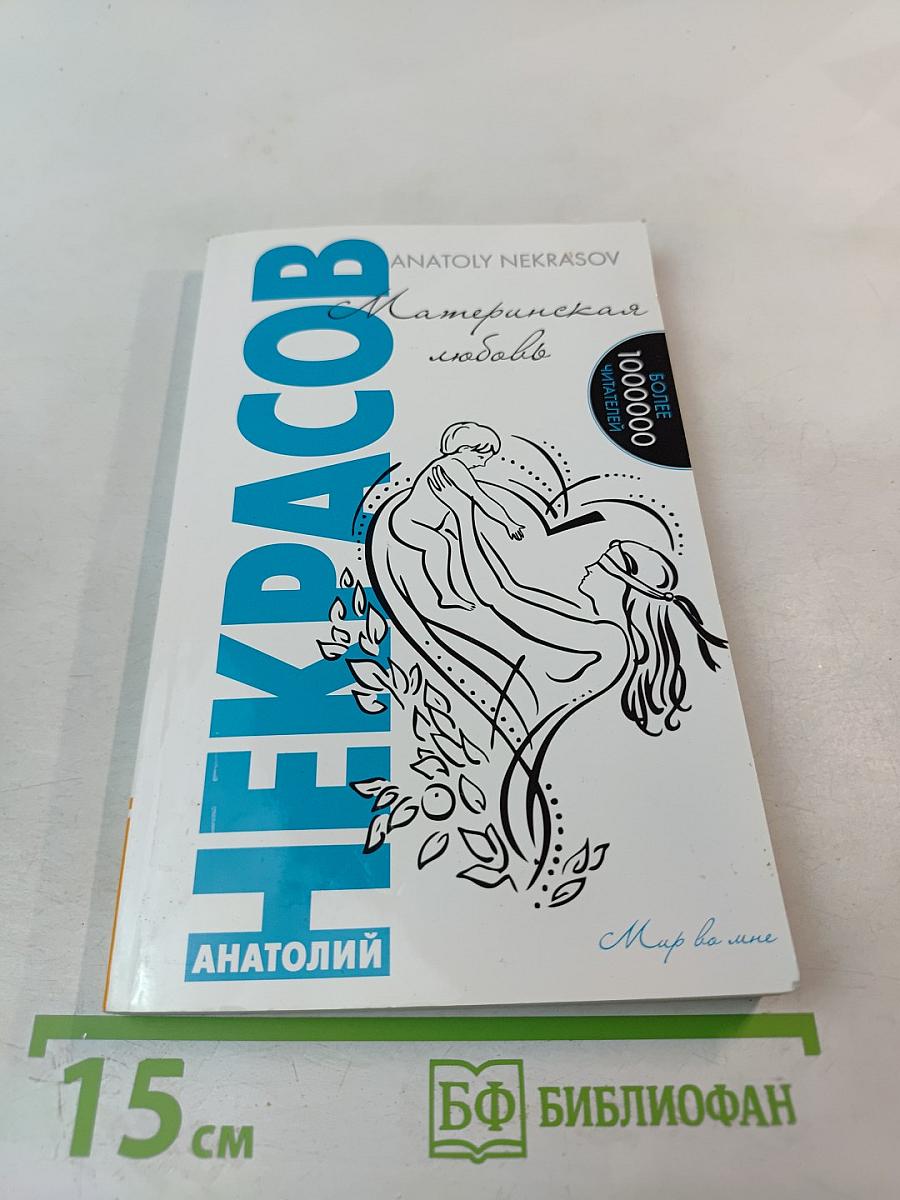 ANATOLY NEKRASOV
Материнская
любовь
БОЛЕЕ
1000000
ЧИТАТЕЛЕЙ
НЕКРАСОВ
АНАТОЛИЙ
Мир во мне
15 см
БФ БИБЛИОФАН